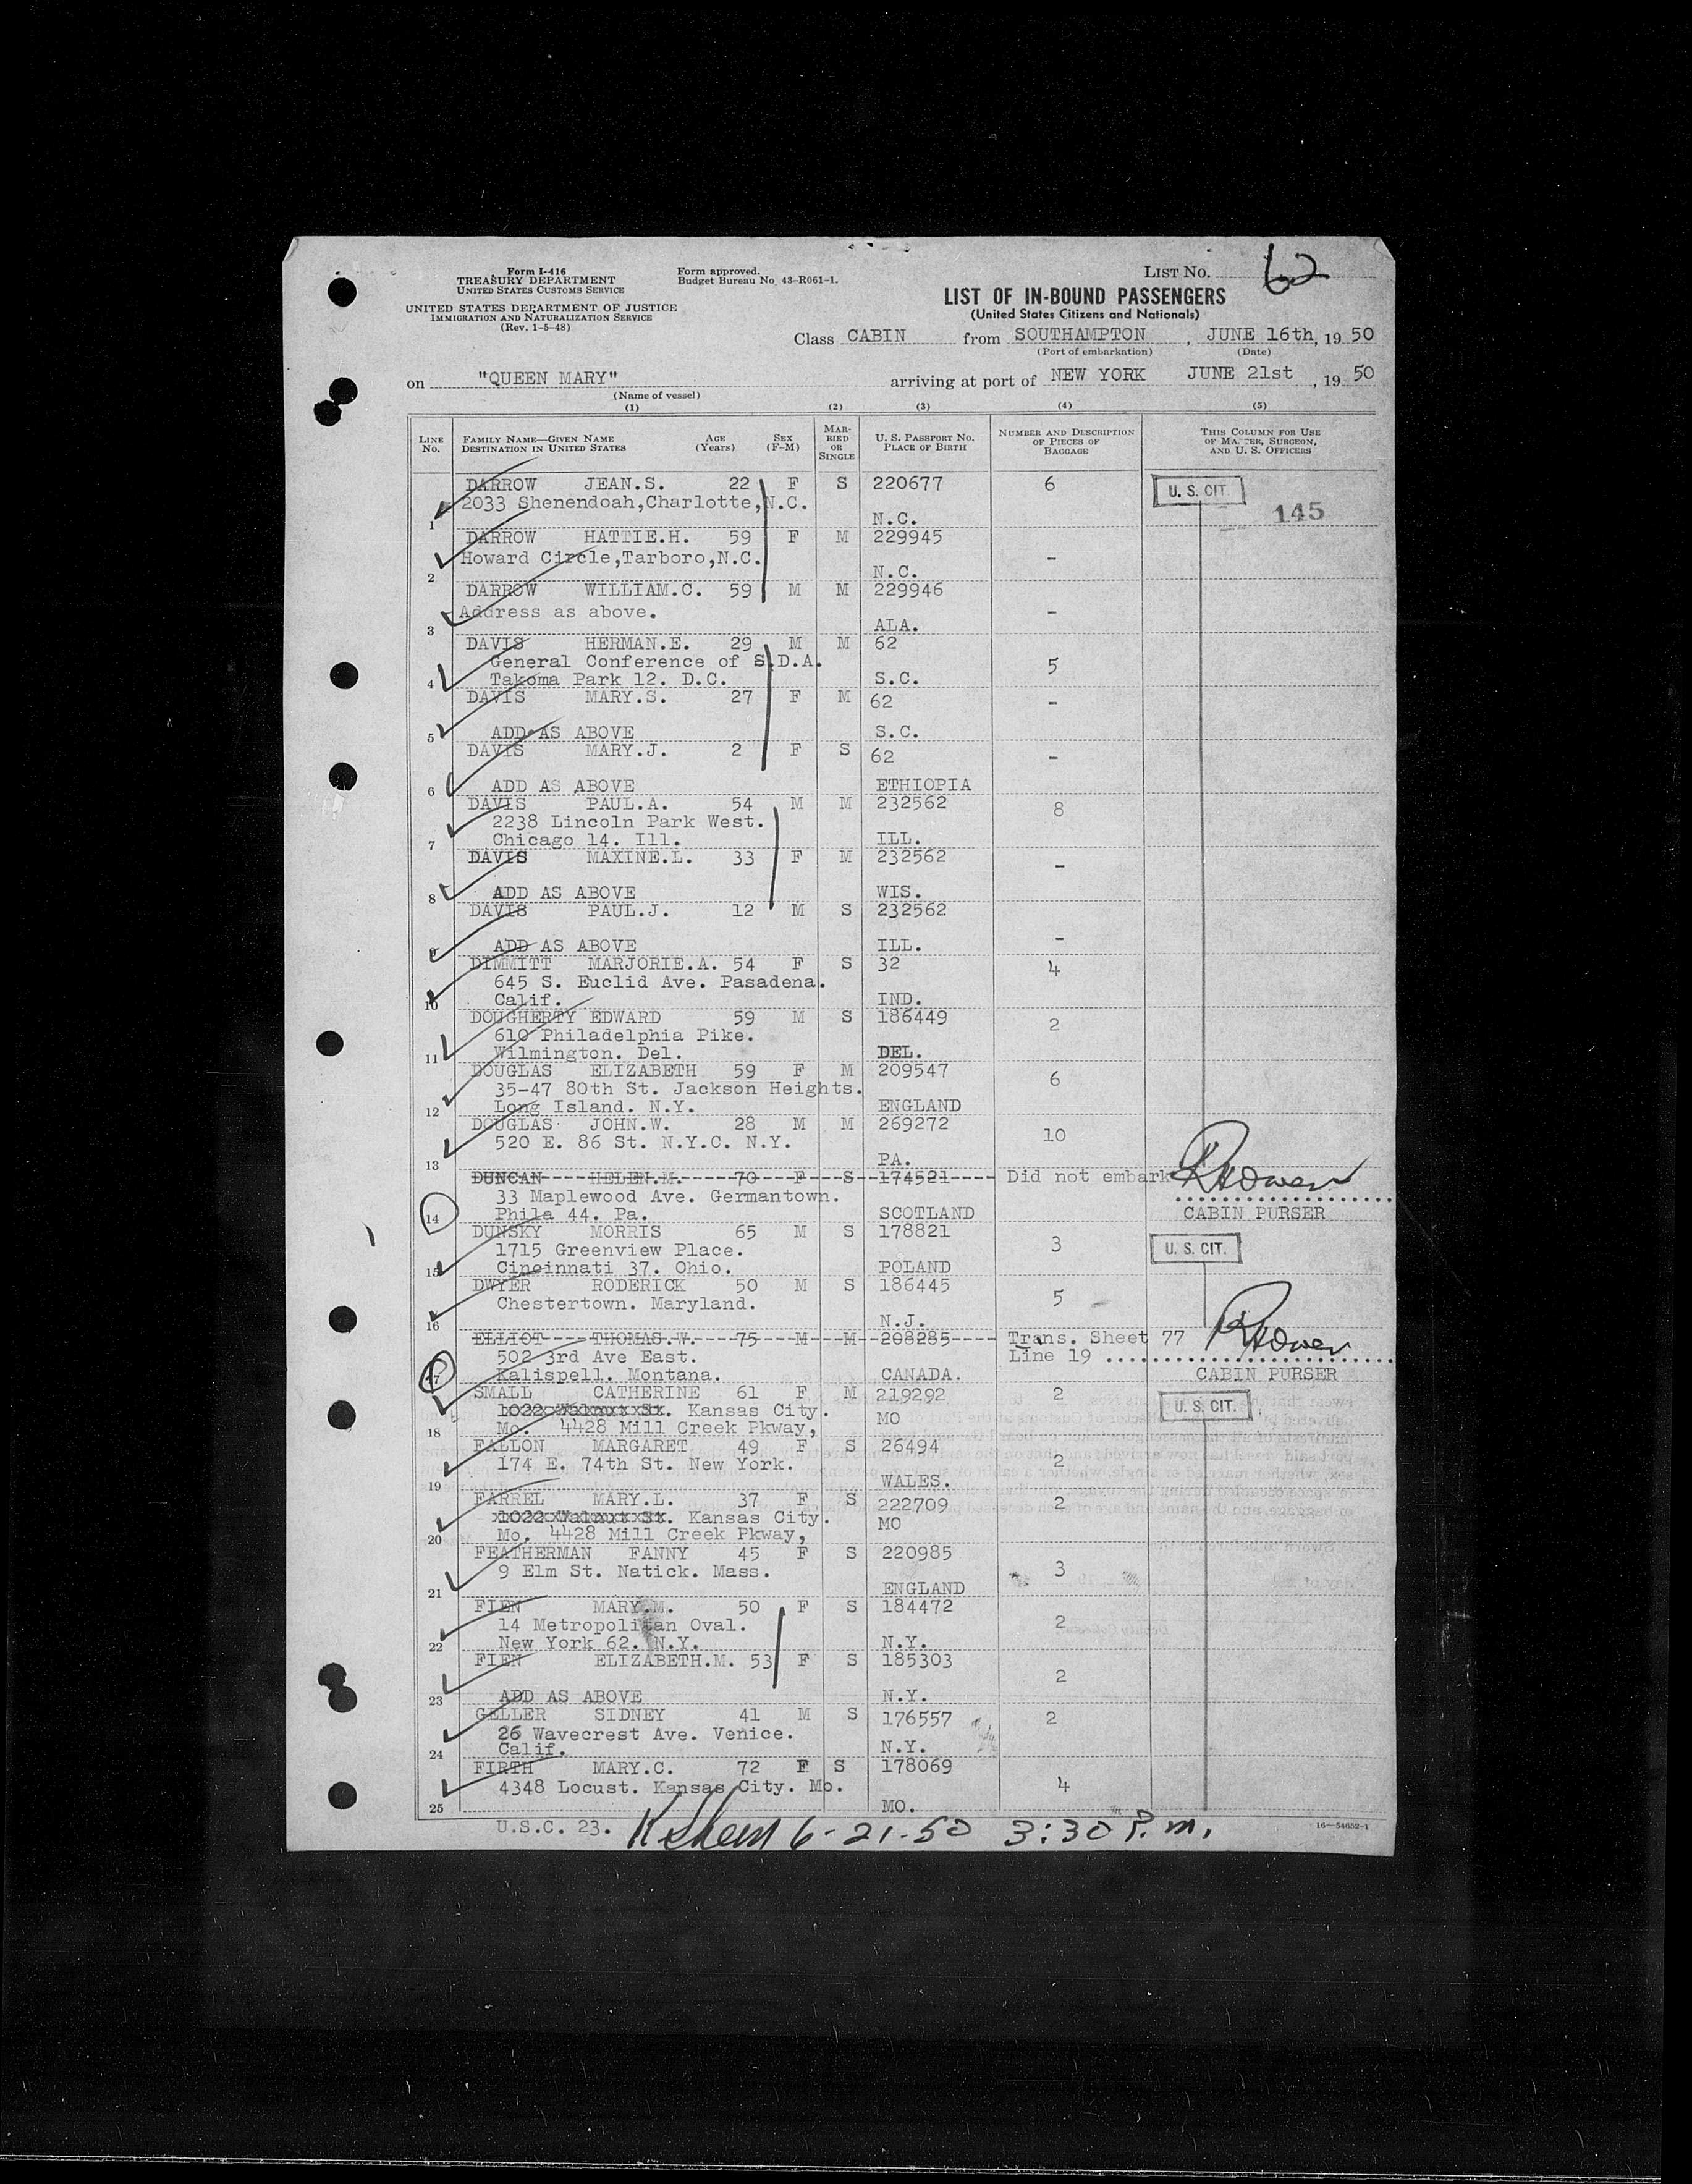 Form I-416
TREASURY DEPARTMENT
UNITED STATES CUSTOMS SERVICE
UNITED STATES DEPARTMENT OF JUSTICE
IMMIGRATION AND NATURALIZATION SERVICE
(Rev. 1-5-48)
Form approved.
Budget Bureau No. 43-R061-1.
LIST No. 62
LIST OF IN-BOUND PASSENGERS
(United States Citizens and Nationals)
Class CABIN from SOUTHAMPTON , JUNE 16th, 19 50
(Port of embarkation) (Date)
on "QUEEN MARY" arriving at port of NEW YORK JUNE 21st , 19 50
(Name of vessel)
(1) (2) (3) (4) (5)
LINE No. FAMILY NAME—GIVEN NAME DESTINATION IN UNITED STATES AGE (Years) SEX (F-M) MARRIED OR SINGLE U. S. PASSPORT No. PLACE OF BIRTH NUMBER AND DESCRIPTION OF PIECES OF BAGGAGE THIS COLUMN FOR USE OF MASTER, SURGEON, AND U. S. OFFICERS
DARROW JEAN.S. 22 F S 220677 6 U. S. CIT.
2033 Shenendoah,Charlotte,N.C. 145
1 N.C.
DARROW HATTIE.H. 59 F M 229945
Howard Circle,Tarboro,N.C. -
2 N.C.
DARROW WILLIAM.C. 59 M M 229946
Address as above. -
3 ALA.
DAVIS HERMAN.E. 29 M M 62
General Conference of S.D.A. 5
4 Takoma Park 12. D.C. S.C.
DAVIS MARY.S. 27 F M 62 -
5 ADD AS ABOVE S.C.
DAVIS MARY.J. 2 F S 62 -
6 ADD AS ABOVE ETHIOPIA
DAVIS PAUL.A. 54 M M 232562 8
2238 Lincoln Park West.
7 Chicago 14. Ill. ILL.
DAVIS MAXINE.L. 33 F M 232562 -
8 ADD AS ABOVE WIS.
DAVIS PAUL.J. 12 M S 232562
9 ADD AS ABOVE ILL. -
DIMMITT MARJORIE.A. 54 F S 32 4
645 S. Euclid Ave. Pasadena.
10 Calif. IND.
DOUGHERTY EDWARD 59 M S 186449 2
610 Philadelphia Pike.
11 Wilmington. Del. DEL.
DOUGLAS ELIZABETH 59 F M 209547 6
35-47 80th St. Jackson Heights.
12 Long Island. N.Y. ENGLAND
DOUGLAS JOHN.W. 28 M M 269272 10
520 E. 86 St. N.Y.C. N.Y.
13 PA.
DUNCAN HELEN.M. 70 F S 174521 Did not embark RHOwen
33 Maplewood Ave. Germantown.
14 Phila 44. Pa. SCOTLAND CABIN PURSER
DUNSKY MORRIS 65 M S 178821 3 U. S. CIT.
1715 Greenview Place.
15 Cincinnati 37. Ohio. POLAND
DWYER RODERICK 50 M S 186445 5
Chestertown. Maryland.
16 N.J.
ELLIOT THOMAS.W. 75 M M 208285 Trans. Sheet 77 RHOwen
502 3rd Ave East. Line 19
17 Kalispell. Montana. CANADA. CABIN PURSER
SMALL CATHERINE 61 F M 219292 2 U. S. CIT.
1022 Walnut St. Kansas City. MO
18 Mo. 4428 Mill Creek Pkway,
FALLON MARGARET 49 F S 26494 2
174 E. 74th St. New York.
19 WALES.
FARREL MARY.L. 37 F S 222709 2
1022 Walnut St. Kansas City. MO
20 Mo. 4428 Mill Creek Pkway,
FEATHERMAN FANNY 45 F S 220985 3
9 Elm St. Natick. Mass.
21 ENGLAND
FIEN MARY.M. 50 F S 184472 2
14 Metropolitan Oval.
22 New York 62. N.Y. N.Y.
FIEN ELIZABETH.M. 53 F S 185303 2
23 ADD AS ABOVE N.Y.
GELLER SIDNEY 41 M S 176557 2
26 Wavecrest Ave. Venice.
24 Calif. N.Y.
FIRTH MARY.C. 72 F S 178069 4
4348 Locust. Kansas City. Mo.
25 MO.
U.S.C. 23. 6-21-50 3:30 P.m.
16-54652-1